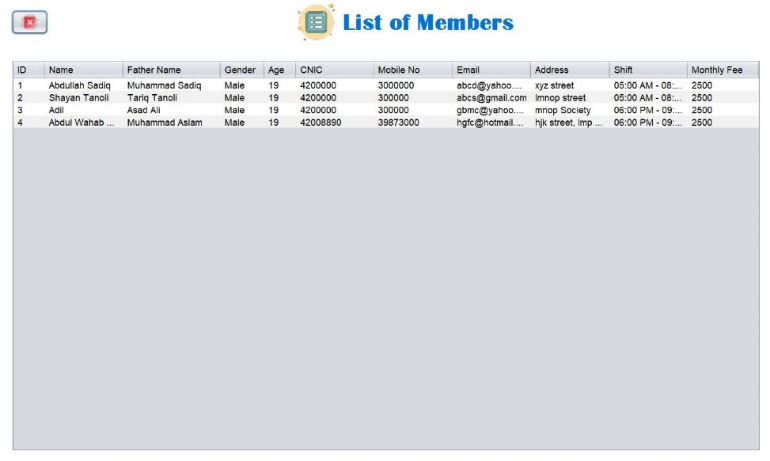 List of Members
ID Name Father Name Gender Age CNIC Mobile No Email Address Shift Monthly Fee
1 Abdullah Sadiq Muhammad Sadiq Male 19 4200000 3000000 abcd@yahoo.... xyz street 05:00 AM - 08:... 2500
2 Shayan Tanoli Tariq Tanoli Male 19 4200000 300000 abcs@gmail.com lmnop street 05:00 AM - 08:... 2500
3 Adil Asad Ali Male 19 4200000 300000 gbmc@yahoo.... mnop Society 06:00 PM - 09:... 2500
4 Abdul Wahab ... Muhammad Aslam Male 19 42008890 39873000 hgfc@hotmail.... hjk street, lmp ... 06:00 PM - 09:... 2500